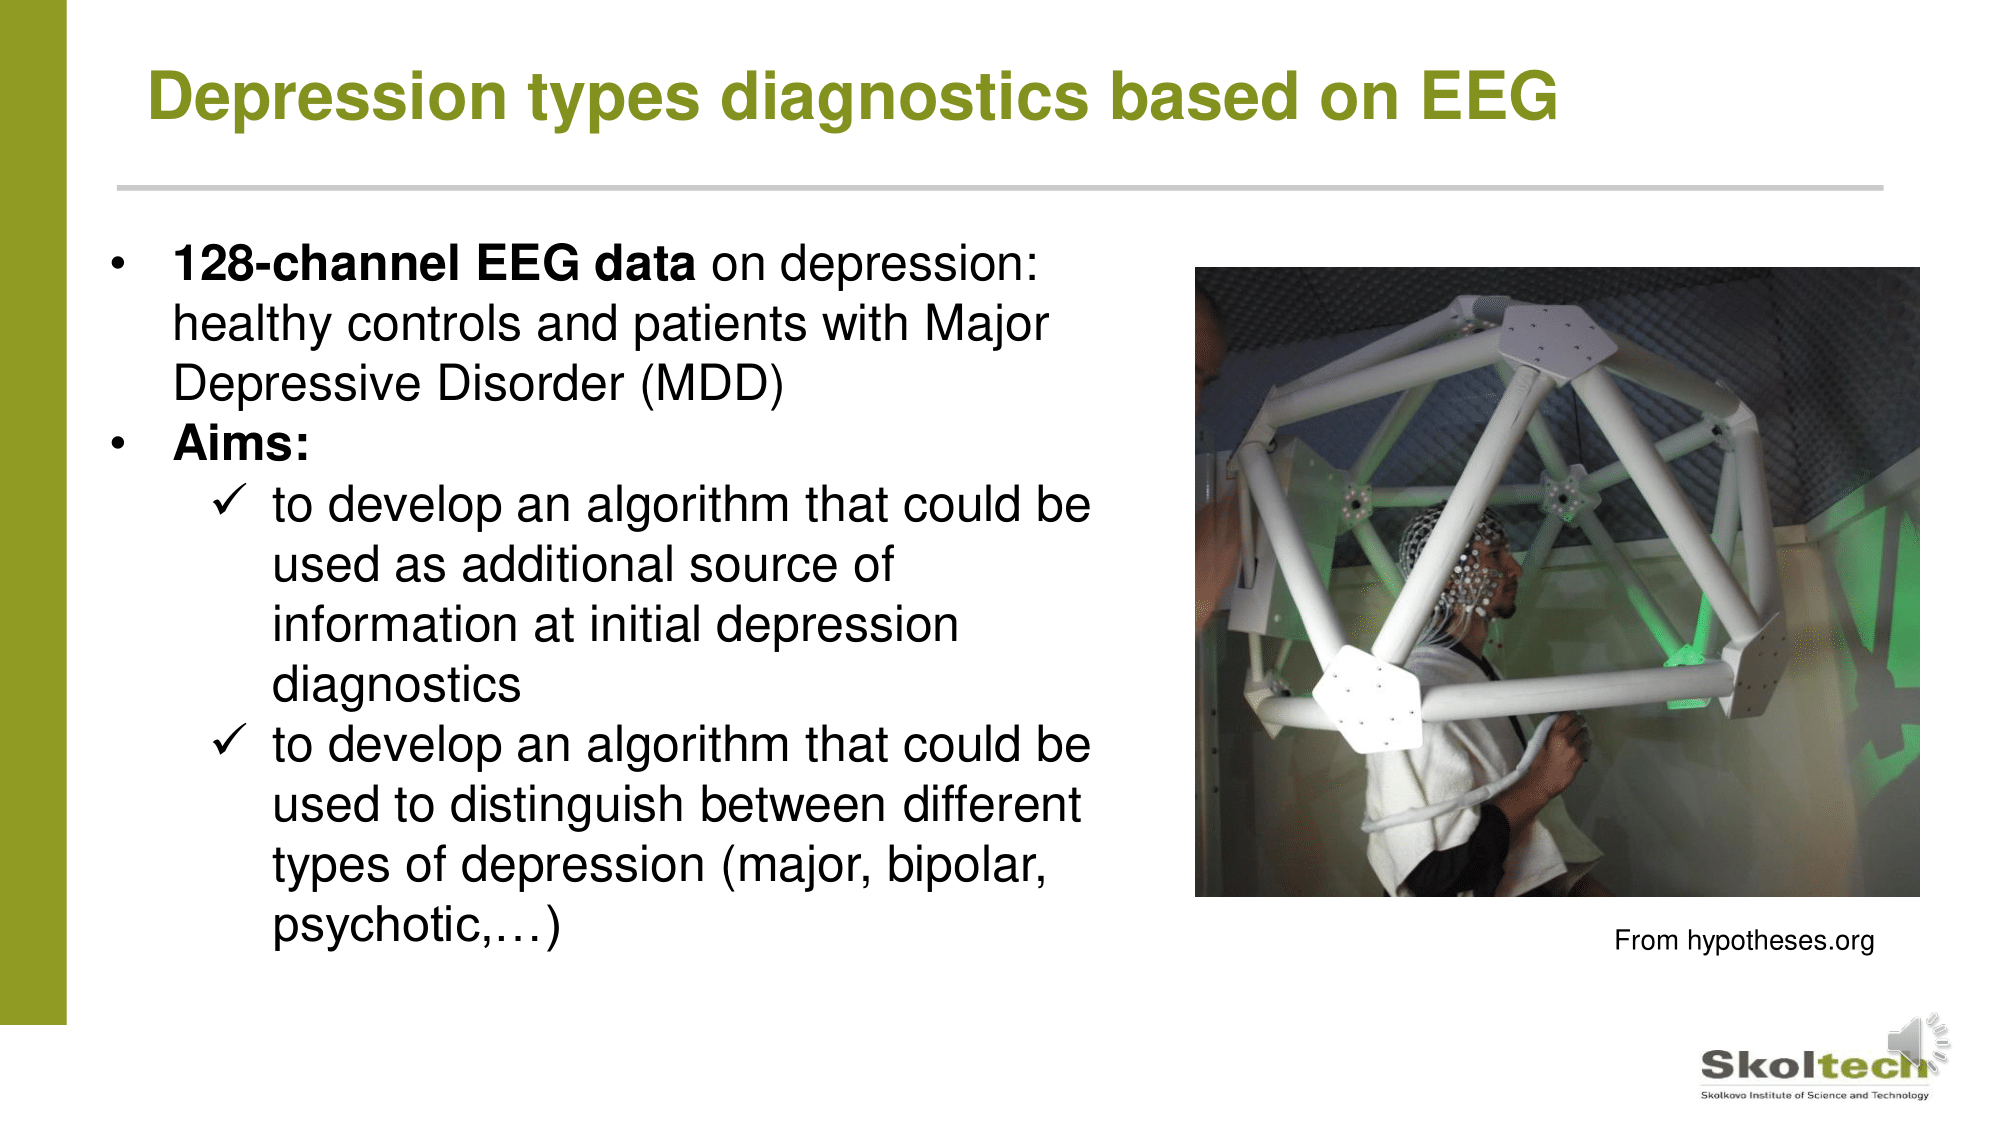 Depression types diagnostics based on EEG
• 128-channel EEG data on depression:
healthy controls and patients with Major
Depressive Disorder (MDD)
• Aims:
✓ to develop an algorithm that could be
used as additional source of
information at initial depression
diagnostics
✓ to develop an algorithm that could be
used to distinguish between different
types of depression (major, bipolar,
psychotic,…)
From hypotheses.org
Skoltech
Skolkovo Institute of Science and Technology